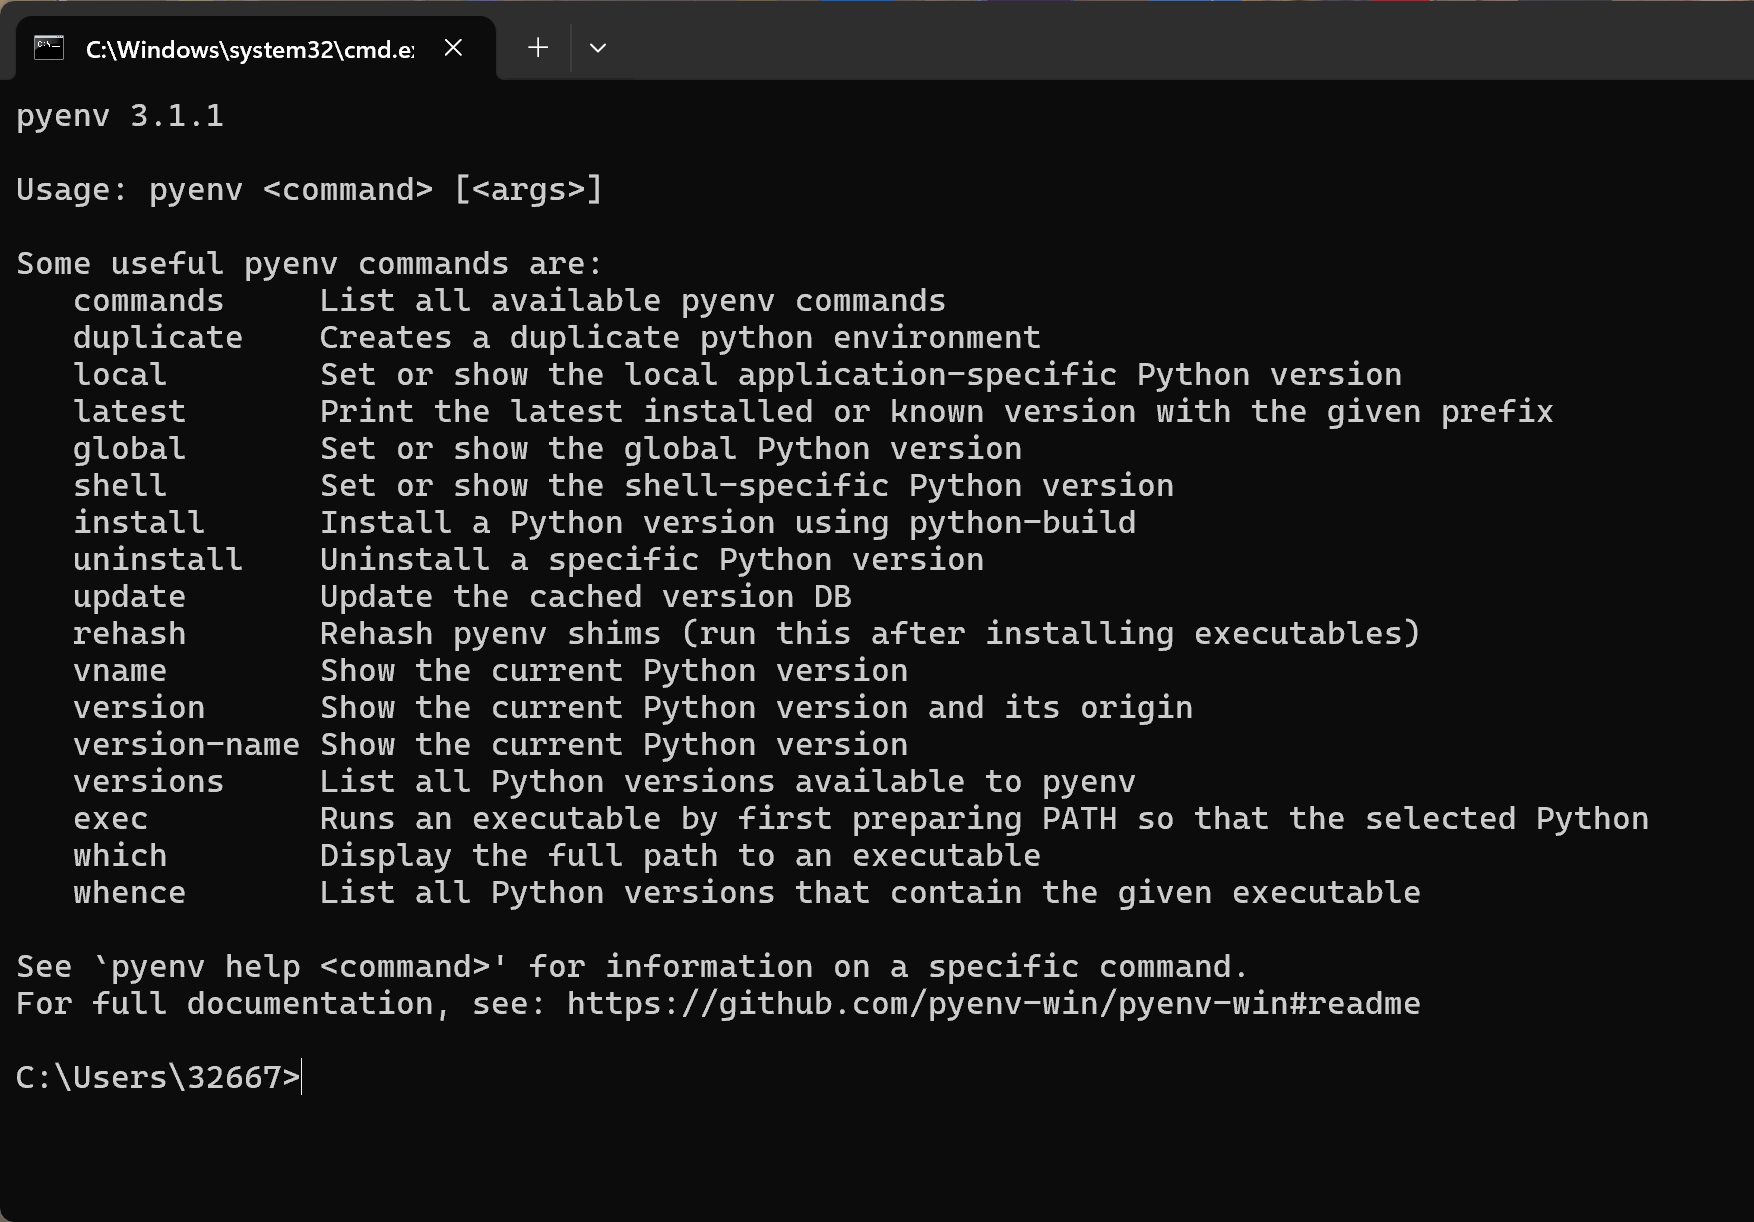 C:\Windows\system32\cmd.e
pyenv 3.1.1
Usage: pyenv <command> [<args>]
Some useful pyenv commands are:
commands List all available pyenv commands
duplicate Creates a duplicate python environment
local Set or show the local application-specific Python version
latest Print the latest installed or known version with the given prefix
global Set or show the global Python version
shell Set or show the shell-specific Python version
install Install a Python version using python-build
uninstall Uninstall a specific Python version
update Update the cached version DB
rehash Rehash pyenv shims (run this after installing executables)
vname Show the current Python version
version Show the current Python version and its origin
version-name Show the current Python version
versions List all Python versions available to pyenv
exec Runs an executable by first preparing PATH so that the selected Python
which Display the full path to an executable
whence List all Python versions that contain the given executable
See `pyenv help <command>' for information on a specific command.
For full documentation, see: https://github.com/pyenv-win/pyenv-win#readme
C:\Users\32667>